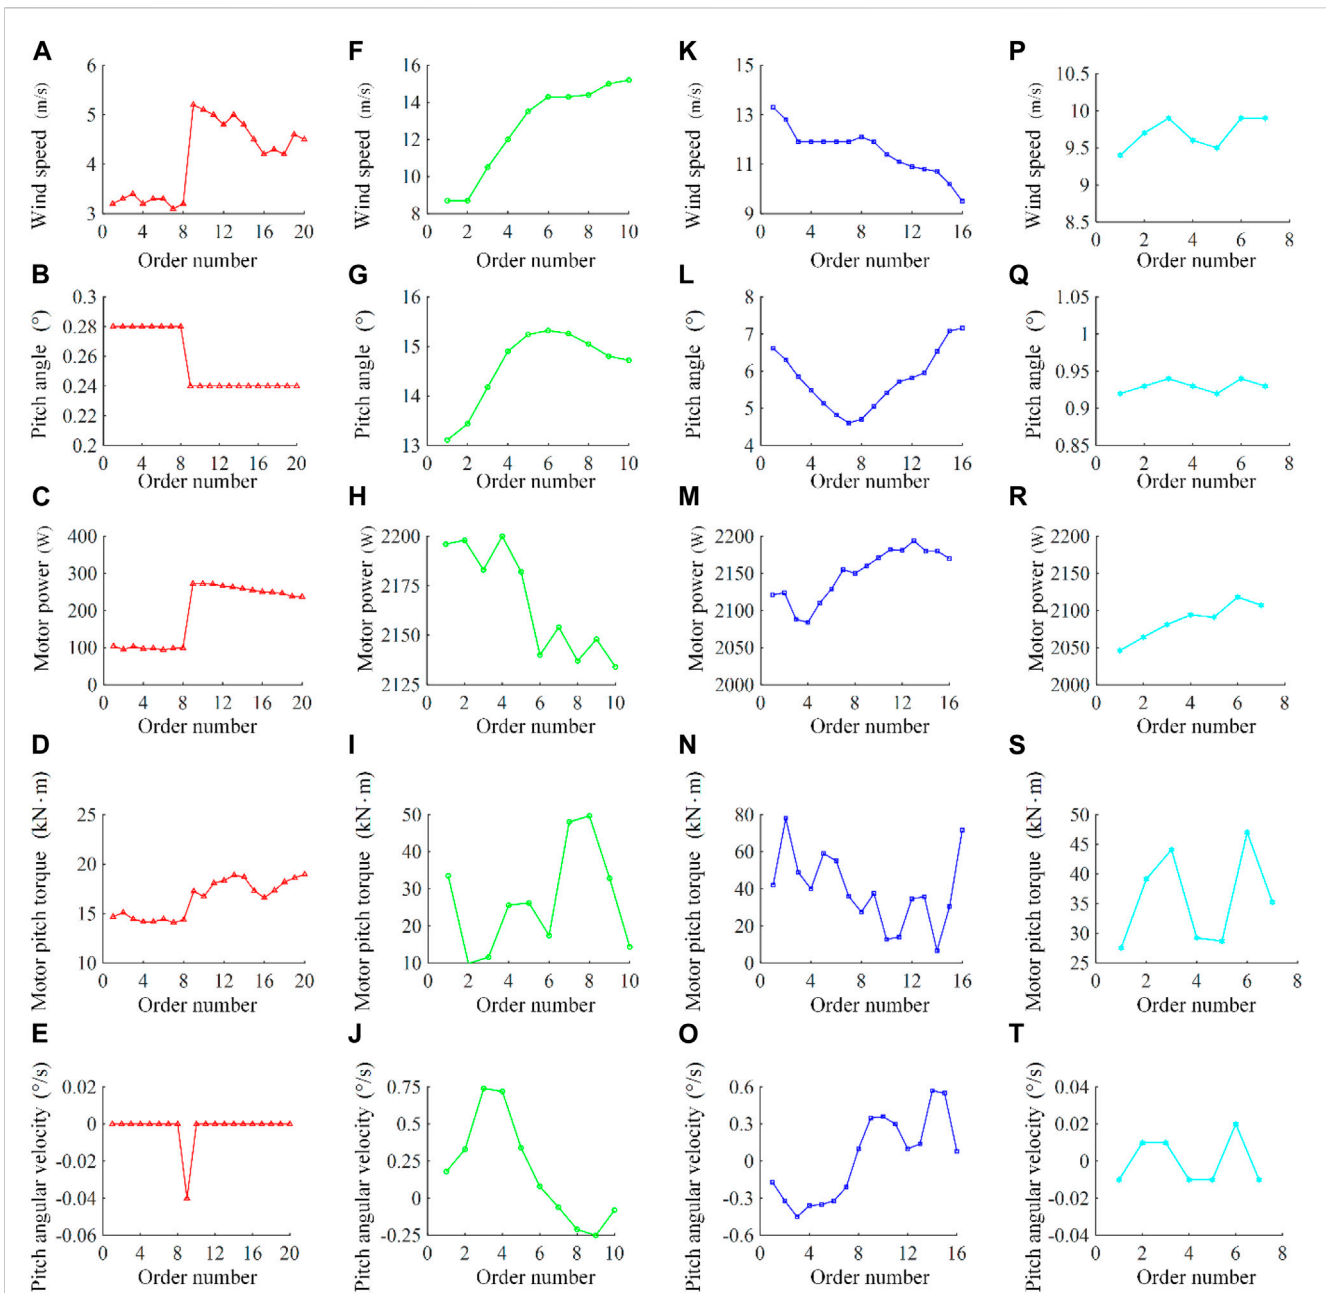 A
Wind speed (m/s)
6
5
4
3
0 4 8 12 16 20
Order number
F
Wind speed (m/s)
16
14
12
10
8
0 2 4 6 8 10
Order number
K
Wind speed (m/s)
15
13
11
9
0 4 8 12 16
Order number
P
Wind speed (m/s)
10.5
10
9.5
9
8.5
0 2 4 6 8
Order number
B
Pitch angle (°)
0.3
0.28
0.26
0.24
0.22
0.2
0 4 8 12 16 20
Order number
G
Pitch angle (°)
16
15
14
13
0 2 4 6 8 10
Order number
L
Pitch angle (°)
8
7
6
5
4
0 4 8 12 16
Order number
Q
Pitch angle (°)
1.05
1
0.95
0.9
0.85
0 2 4 6 8
Order number
C
Motor power (W)
400
300
200
100
0
0 4 8 12 16 20
Order number
H
Motor power (W)
2200
2175
2150
2125
0 2 4 6 8 10
Order number
M
Motor power (W)
2200
2150
2100
2050
2000
0 4 8 12 16
Order number
R
Motor power (W)
2200
2150
2100
2050
2000
0 2 4 6 8
Order number
D
Motor pitch torque (kN·m)
25
20
15
10
0 4 8 12 16 20
Order number
I
Motor pitch torque (kN·m)
50
40
30
20
10
0 2 4 6 8 10
Order number
N
Motor pitch torque (kN·m)
80
60
40
20
0
0 4 8 12 16
Order number
S
Motor pitch torque (kN·m)
50
45
40
35
30
25
0 2 4 6 8
Order number
E
Pitch angular velocity (°/s)
0.02
0
-0.02
-0.04
-0.06
0 4 8 12 16 20
Order number
J
Pitch angular velocity (°/s)
0.75
0.5
0.25
0
-0.25
0 2 4 6 8 10
Order number
O
Pitch angular velocity (°/s)
0.6
0.3
0
-0.3
-0.6
0 4 8 12 16
Order number
T
Pitch angular velocity (°/s)
0.04
0.02
0
-0.02
-0.04
0 2 4 6 8
Order number